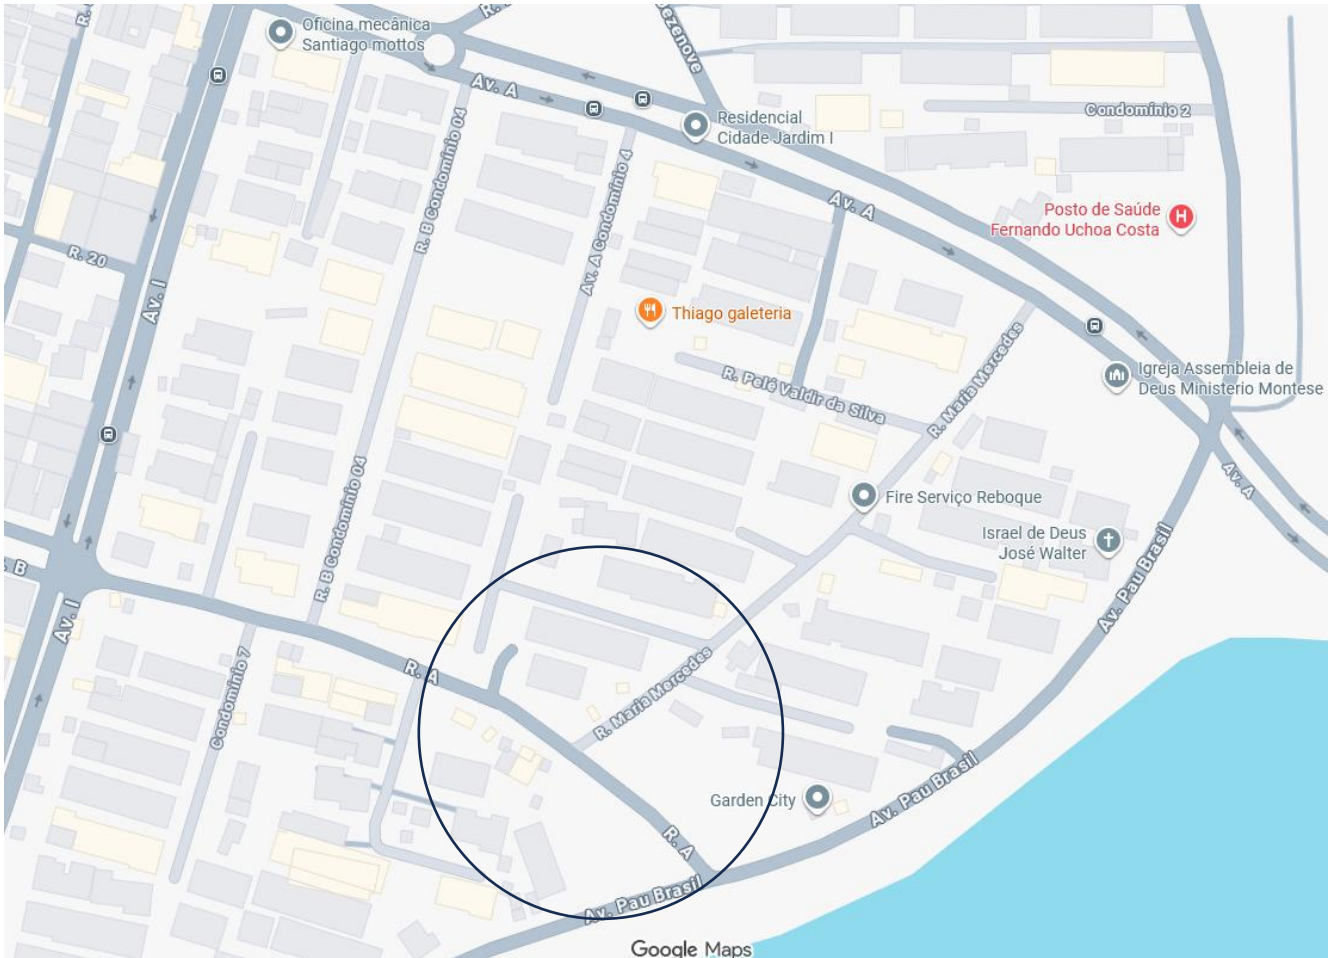 R.
Oficina mecânica
Santiago mottos
R.
Dezenove
Av. A
Residencial
Cidade Jardim I
Condomínio 2
R. B Condomínio 04
Av. A Condomínio 4
Av. A
Posto de Saúde
Fernando Uchoa Costa
H
R. 20
Av. I
Thiago galeteria
R. Pelé Valdir da Silva
R. Maria Mercedes
Igreja Assembleia de
Deus Ministerio Montese
Av. A
Fire Serviço Reboque
Israel de Deus
José Walter
R. B Condomínio 04
B
Av. I
Av. Pau Brasil
R. A
R. Maria Mercedes
Condomínio 7
Garden City
Av. Pau Brasil
R. A
Av. Pau Brasil
Google Maps